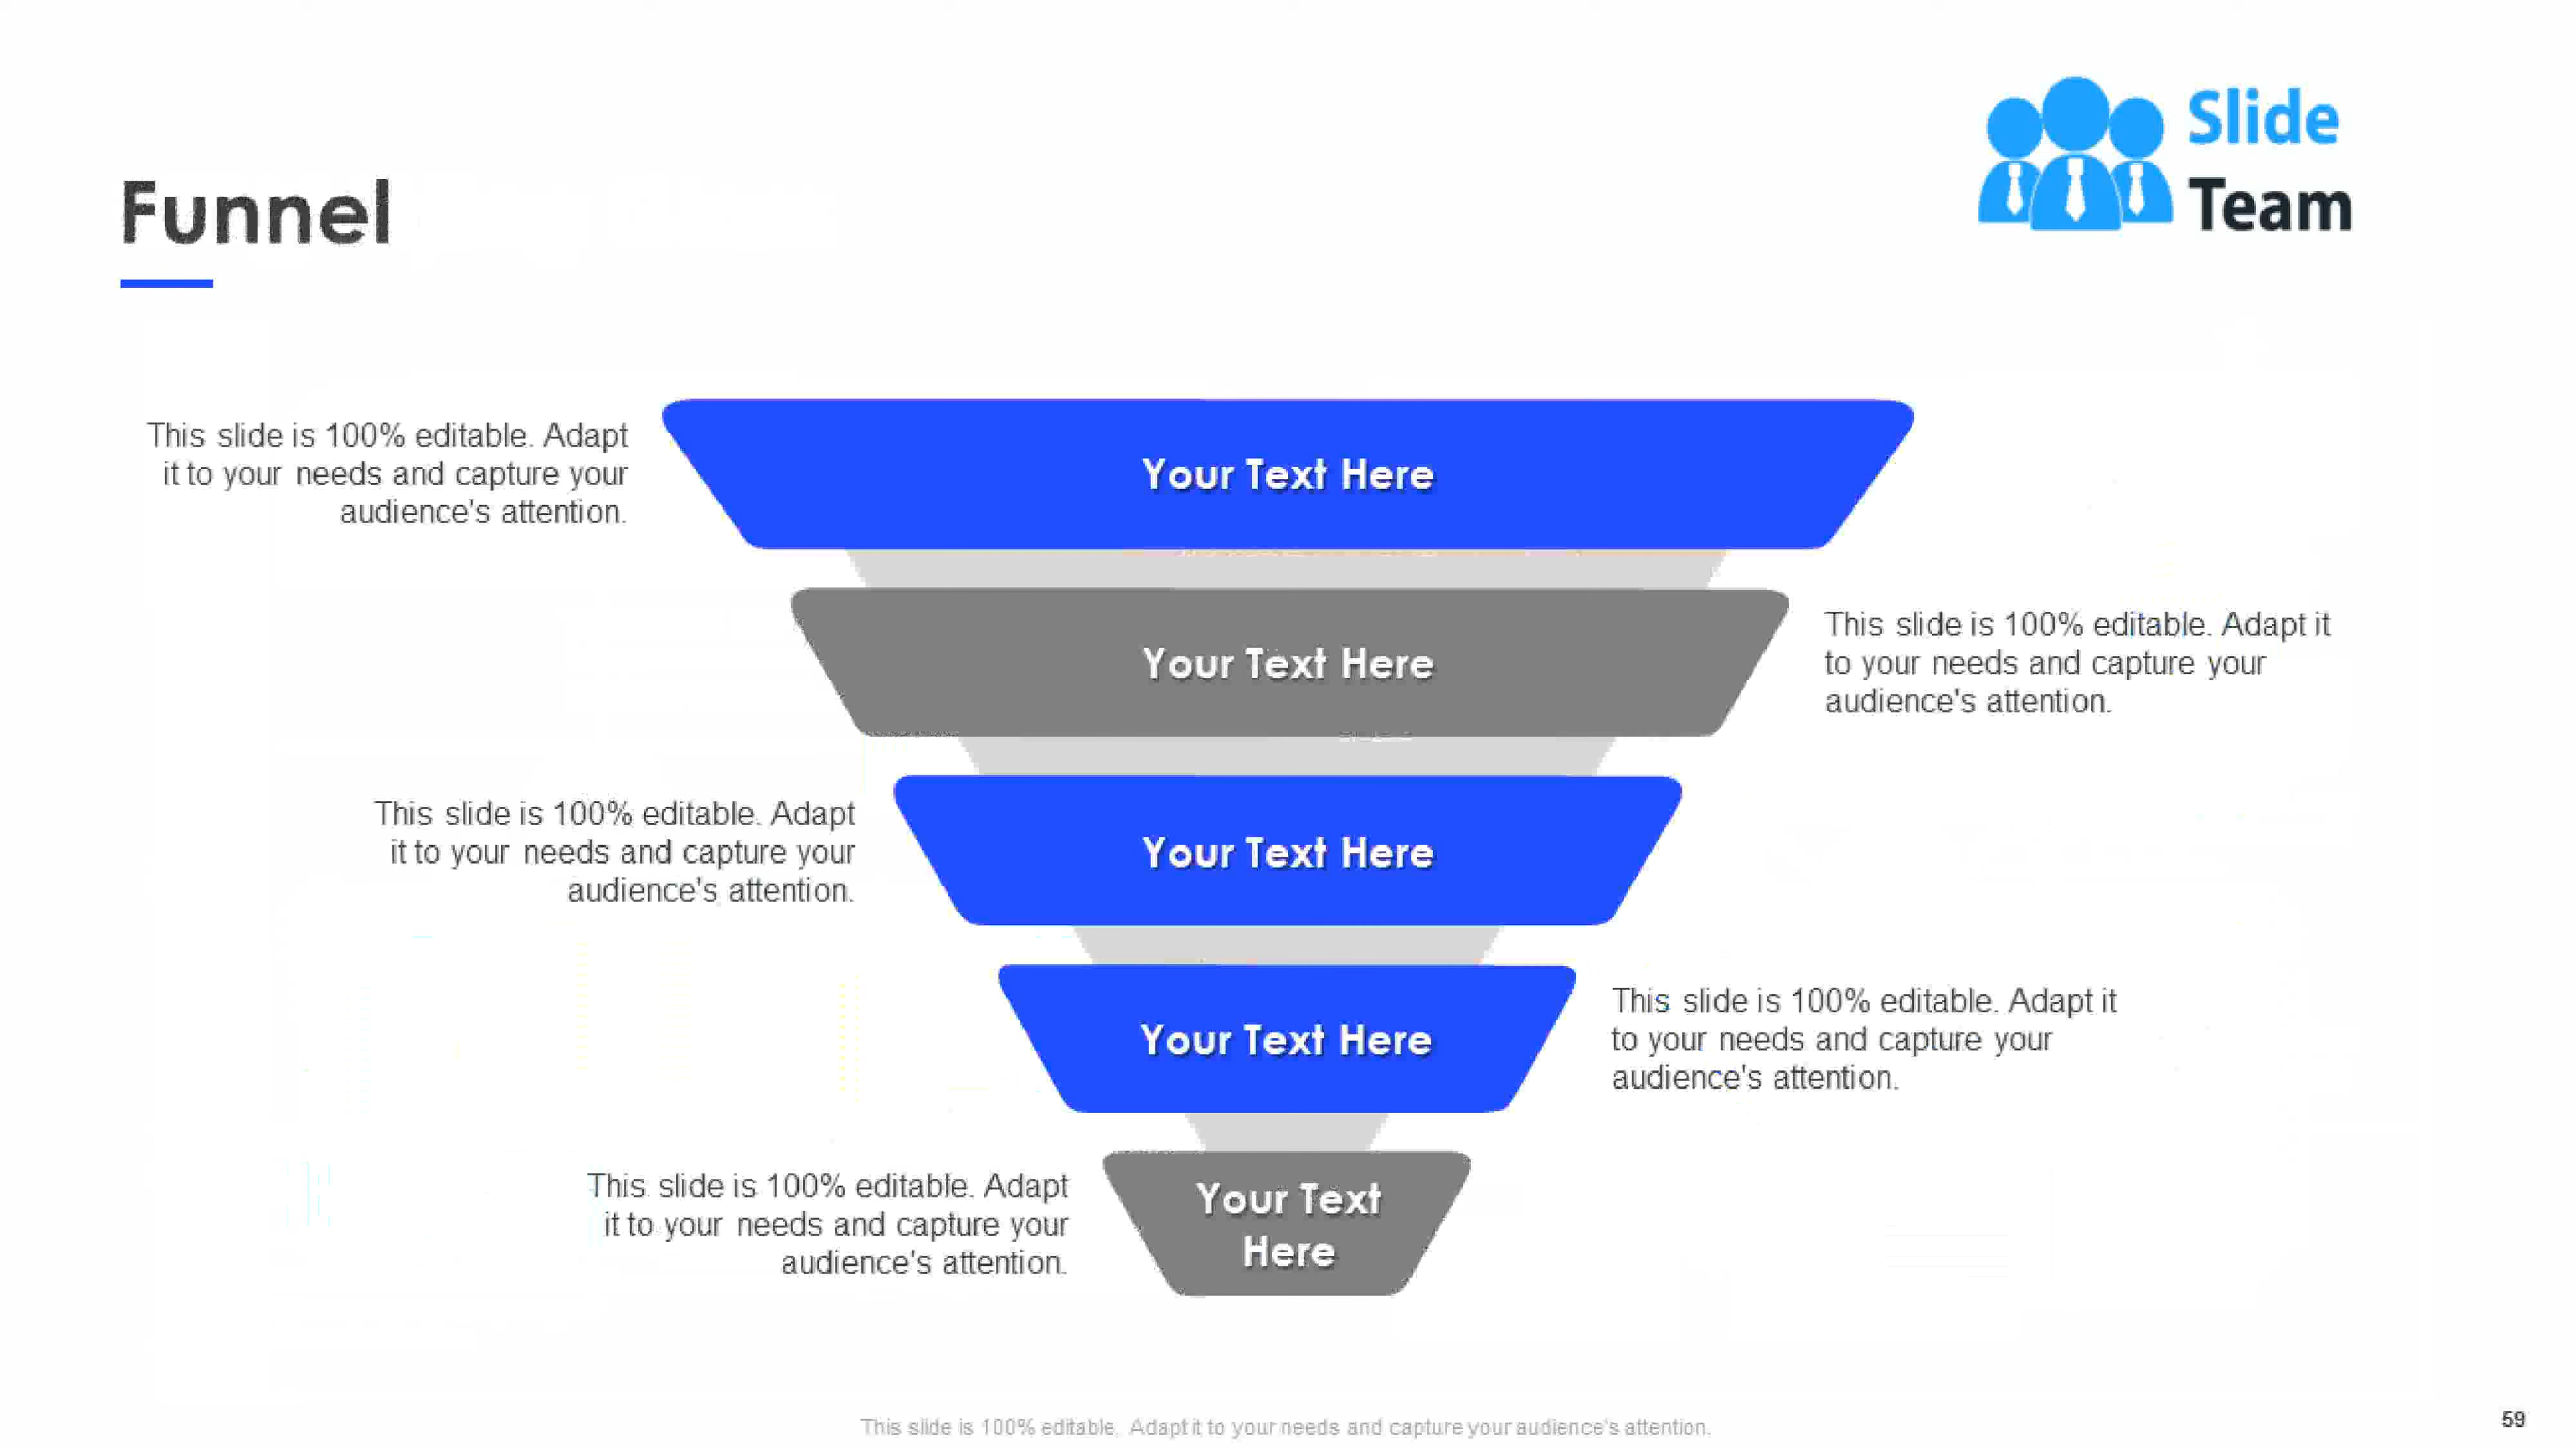 Slide
Team
Funnel
This slide is 100% editable. Adapt
it to your needs and capture your
audience's attention.
Your Text Here
Your Text Here
This slide is 100% editable. Adapt it
to your needs and capture your
audience's attention.
This slide is 100% editable. Adapt
it to your needs and capture your
audience's attention.
Your Text Here
Your Text Here
This slide is 100% editable. Adapt it
to your needs and capture your
audience's attention.
This slide is 100% editable. Adapt
it to your needs and capture your
audience's attention.
Your Text
Here
This slide is 100% editable. Adapt it to your needs and capture your audience's attention.
59